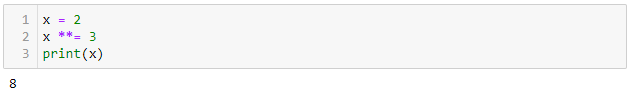 1 x = 2
2 x **= 3
3 print(x)
8